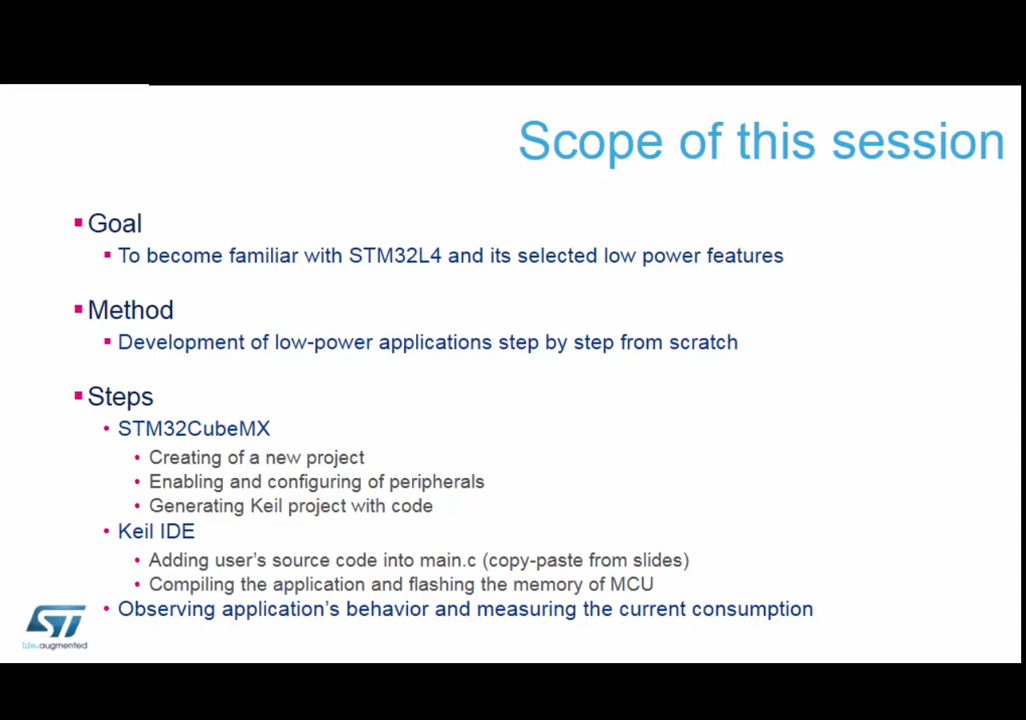 Scope of this session
Goal
To become familiar with STM32L4 and its selected low power features
Method
Development of low-power applications step by step from scratch
Steps
STM32CubeMX
Creating of a new project
Enabling and configuring of peripherals
Generating Keil project with code
Keil IDE
Adding user's source code into main.c (copy-paste from slides)
Compiling the application and flashing the memory of MCU
Observing application's behavior and measuring the current consumption
ST
life.augmented